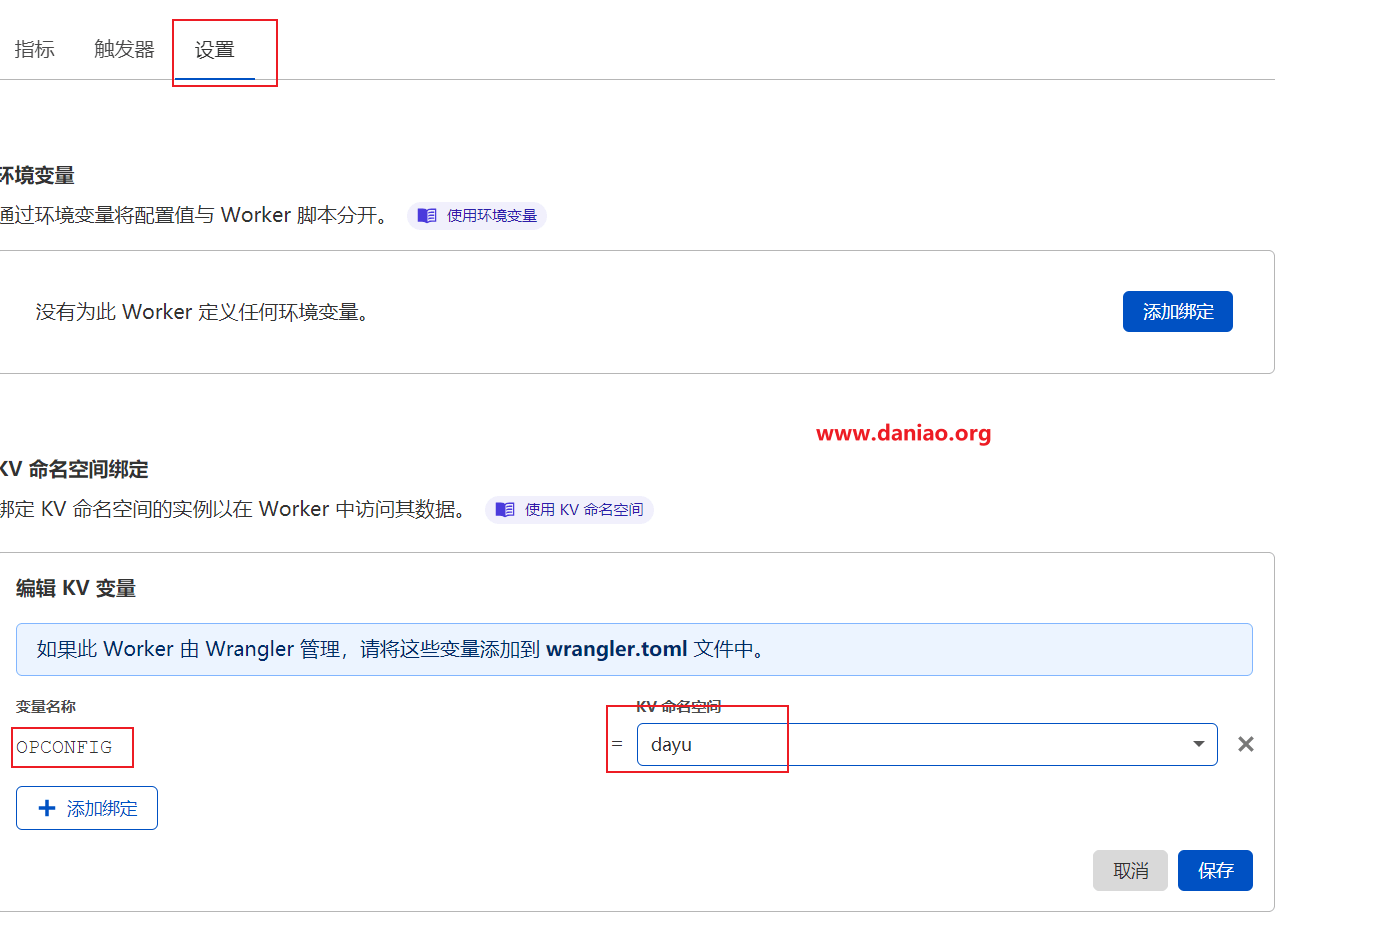 指标 触发器 设置
环境变量
通过环境变量将配置值与 Worker 脚本分开。 使用环境变量
没有为此 Worker 定义任何环境变量。 添加绑定
www.daniao.org
KV 命名空间绑定
绑定 KV 命名空间的实例以在 Worker 中访问其数据。 使用 KV 命名空间
编辑 KV 变量
如果此 Worker 由 Wrangler 管理，请将这些变量添加到 wrangler.toml 文件中。
变量名称 KV 命名空间
OPCONFIG = dayu
添加绑定
取消 保存